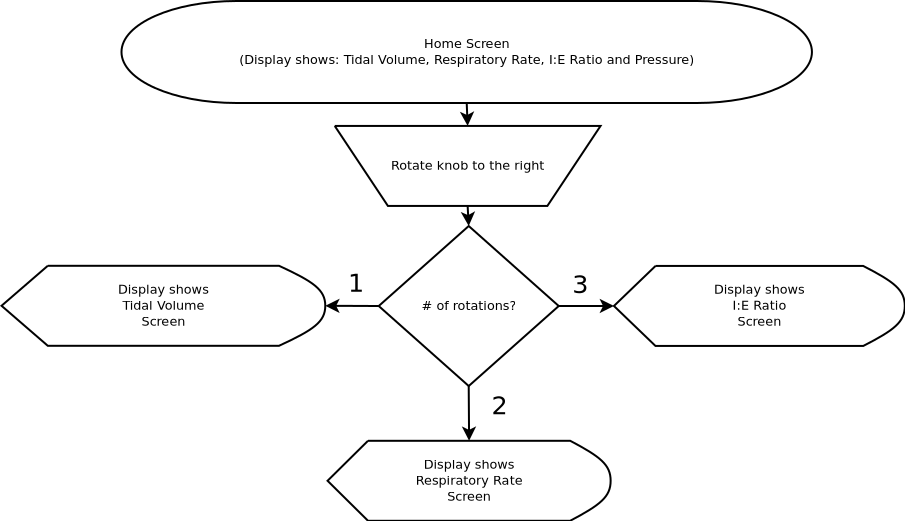 Home Screen
(Display shows: Tidal Volume, Respiratory Rate, I:E Ratio and Pressure)
Rotate knob to the right
# of rotations?
1
Display shows
Tidal Volume
Screen
3
Display shows
I:E Ratio
Screen
2
Display shows
Respiratory Rate
Screen